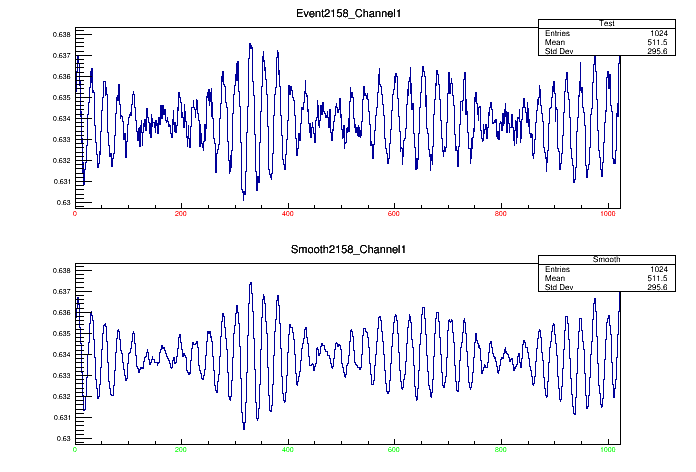 Event2158_Channel1
Test
Entries 1024
Mean 511.5
Std Dev 295.6
0.638
0.637
0.636
0.635
0.634
0.633
0.632
0.631
0.63
0 200 400 600 800 1000
Smooth2158_Channel1
Smooth
Entries 1024
Mean 511.5
Std Dev 295.6
0.638
0.637
0.636
0.635
0.634
0.633
0.632
0.631
0.63
0 200 400 600 800 1000